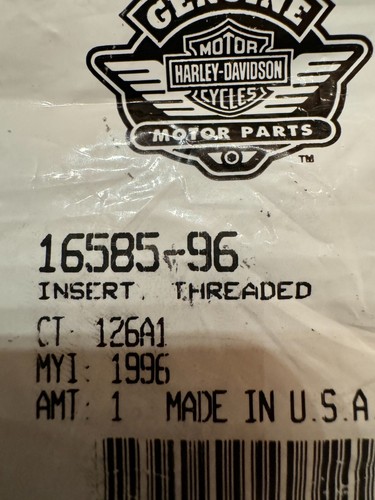 GENUINE
MOTOR
HARLEY-DAVIDSON
CYCLES
MOTOR PARTS
TM
16585-96
INSERT, THREADED
CT: 126A1
MYI: 1996
AMT: 1 MADE IN U.S.A